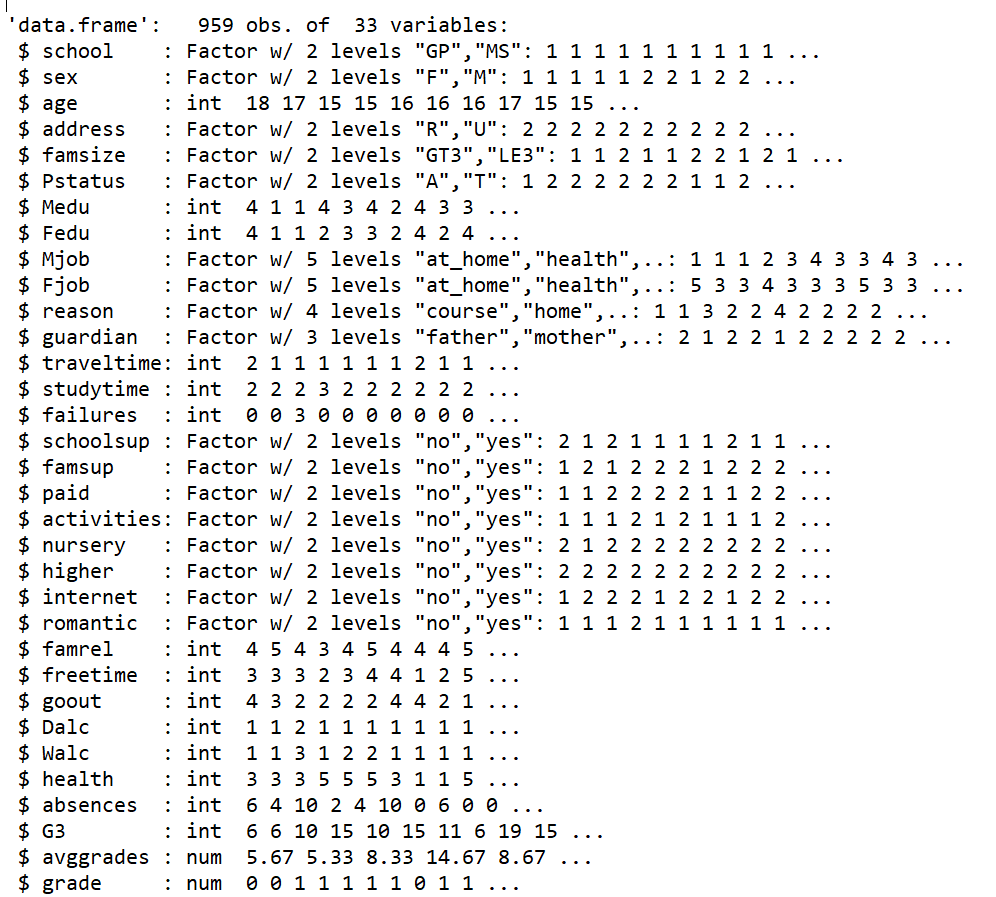 'data.frame':   959 obs. of  33 variables:
 $ school    : Factor w/ 2 levels "GP","MS": 1 1 1 1 1 1 1 1 1 1 ...
 $ sex       : Factor w/ 2 levels "F","M": 1 1 1 1 1 2 2 1 2 2 ...
 $ age       : int  18 17 15 15 16 16 16 17 15 15 ...
 $ address   : Factor w/ 2 levels "R","U": 2 2 2 2 2 2 2 2 2 2 ...
 $ famsize   : Factor w/ 2 levels "GT3","LE3": 1 1 2 1 1 2 2 1 2 1 ...
 $ Pstatus   : Factor w/ 2 levels "A","T": 1 2 2 2 2 2 2 1 1 2 ...
 $ Medu      : int  4 1 1 4 3 4 2 4 3 3 ...
 $ Fedu      : int  4 1 1 2 3 3 2 4 2 4 ...
 $ Mjob      : Factor w/ 5 levels "at_home","health",..: 1 1 1 2 3 4 3 3 4 3 ...
 $ Fjob      : Factor w/ 5 levels "at_home","health",..: 5 3 3 4 3 3 3 5 3 3 ...
 $ reason    : Factor w/ 4 levels "course","home",..: 1 1 3 2 2 4 2 2 2 2 ...
 $ guardian  : Factor w/ 3 levels "father","mother",..: 2 1 2 2 1 2 2 2 2 2 ...
 $ traveltime: int  2 1 1 1 1 1 1 2 1 1 ...
 $ studytime : int  2 2 2 3 2 2 2 2 2 2 ...
 $ failures  : int  0 0 3 0 0 0 0 0 0 0 ...
 $ schoolsup : Factor w/ 2 levels "no","yes": 2 1 2 1 1 1 1 2 1 1 ...
 $ famsup    : Factor w/ 2 levels "no","yes": 1 2 1 2 2 2 1 2 2 2 ...
 $ paid      : Factor w/ 2 levels "no","yes": 1 1 2 2 2 2 1 1 2 2 ...
 $ activities: Factor w/ 2 levels "no","yes": 1 1 1 2 1 2 1 1 1 2 ...
 $ nursery   : Factor w/ 2 levels "no","yes": 2 1 2 2 2 2 2 2 2 2 ...
 $ higher    : Factor w/ 2 levels "no","yes": 2 2 2 2 2 2 2 2 2 2 ...
 $ internet  : Factor w/ 2 levels "no","yes": 1 2 2 2 1 2 2 1 2 2 ...
 $ romantic  : Factor w/ 2 levels "no","yes": 1 1 1 2 1 1 1 1 1 1 ...
 $ famrel    : int  4 5 4 3 4 5 4 4 4 5 ...
 $ freetime  : int  3 3 3 2 3 4 4 1 2 5 ...
 $ goout     : int  4 3 2 2 2 2 4 4 2 1 ...
 $ Dalc      : int  1 1 2 1 1 1 1 1 1 1 ...
 $ Walc      : int  1 1 3 1 2 2 1 1 1 1 ...
 $ health    : int  3 3 3 5 5 5 3 1 1 5 ...
 $ absences  : int  6 4 10 2 4 10 0 6 0 0 ...
 $ G3        : int  6 6 10 15 10 15 11 6 19 15 ...
 $ avggrades : num  5.67 5.33 8.33 14.67 8.67 ...
 $ grade     : num  0 0 1 1 1 1 1 0 1 1 ...